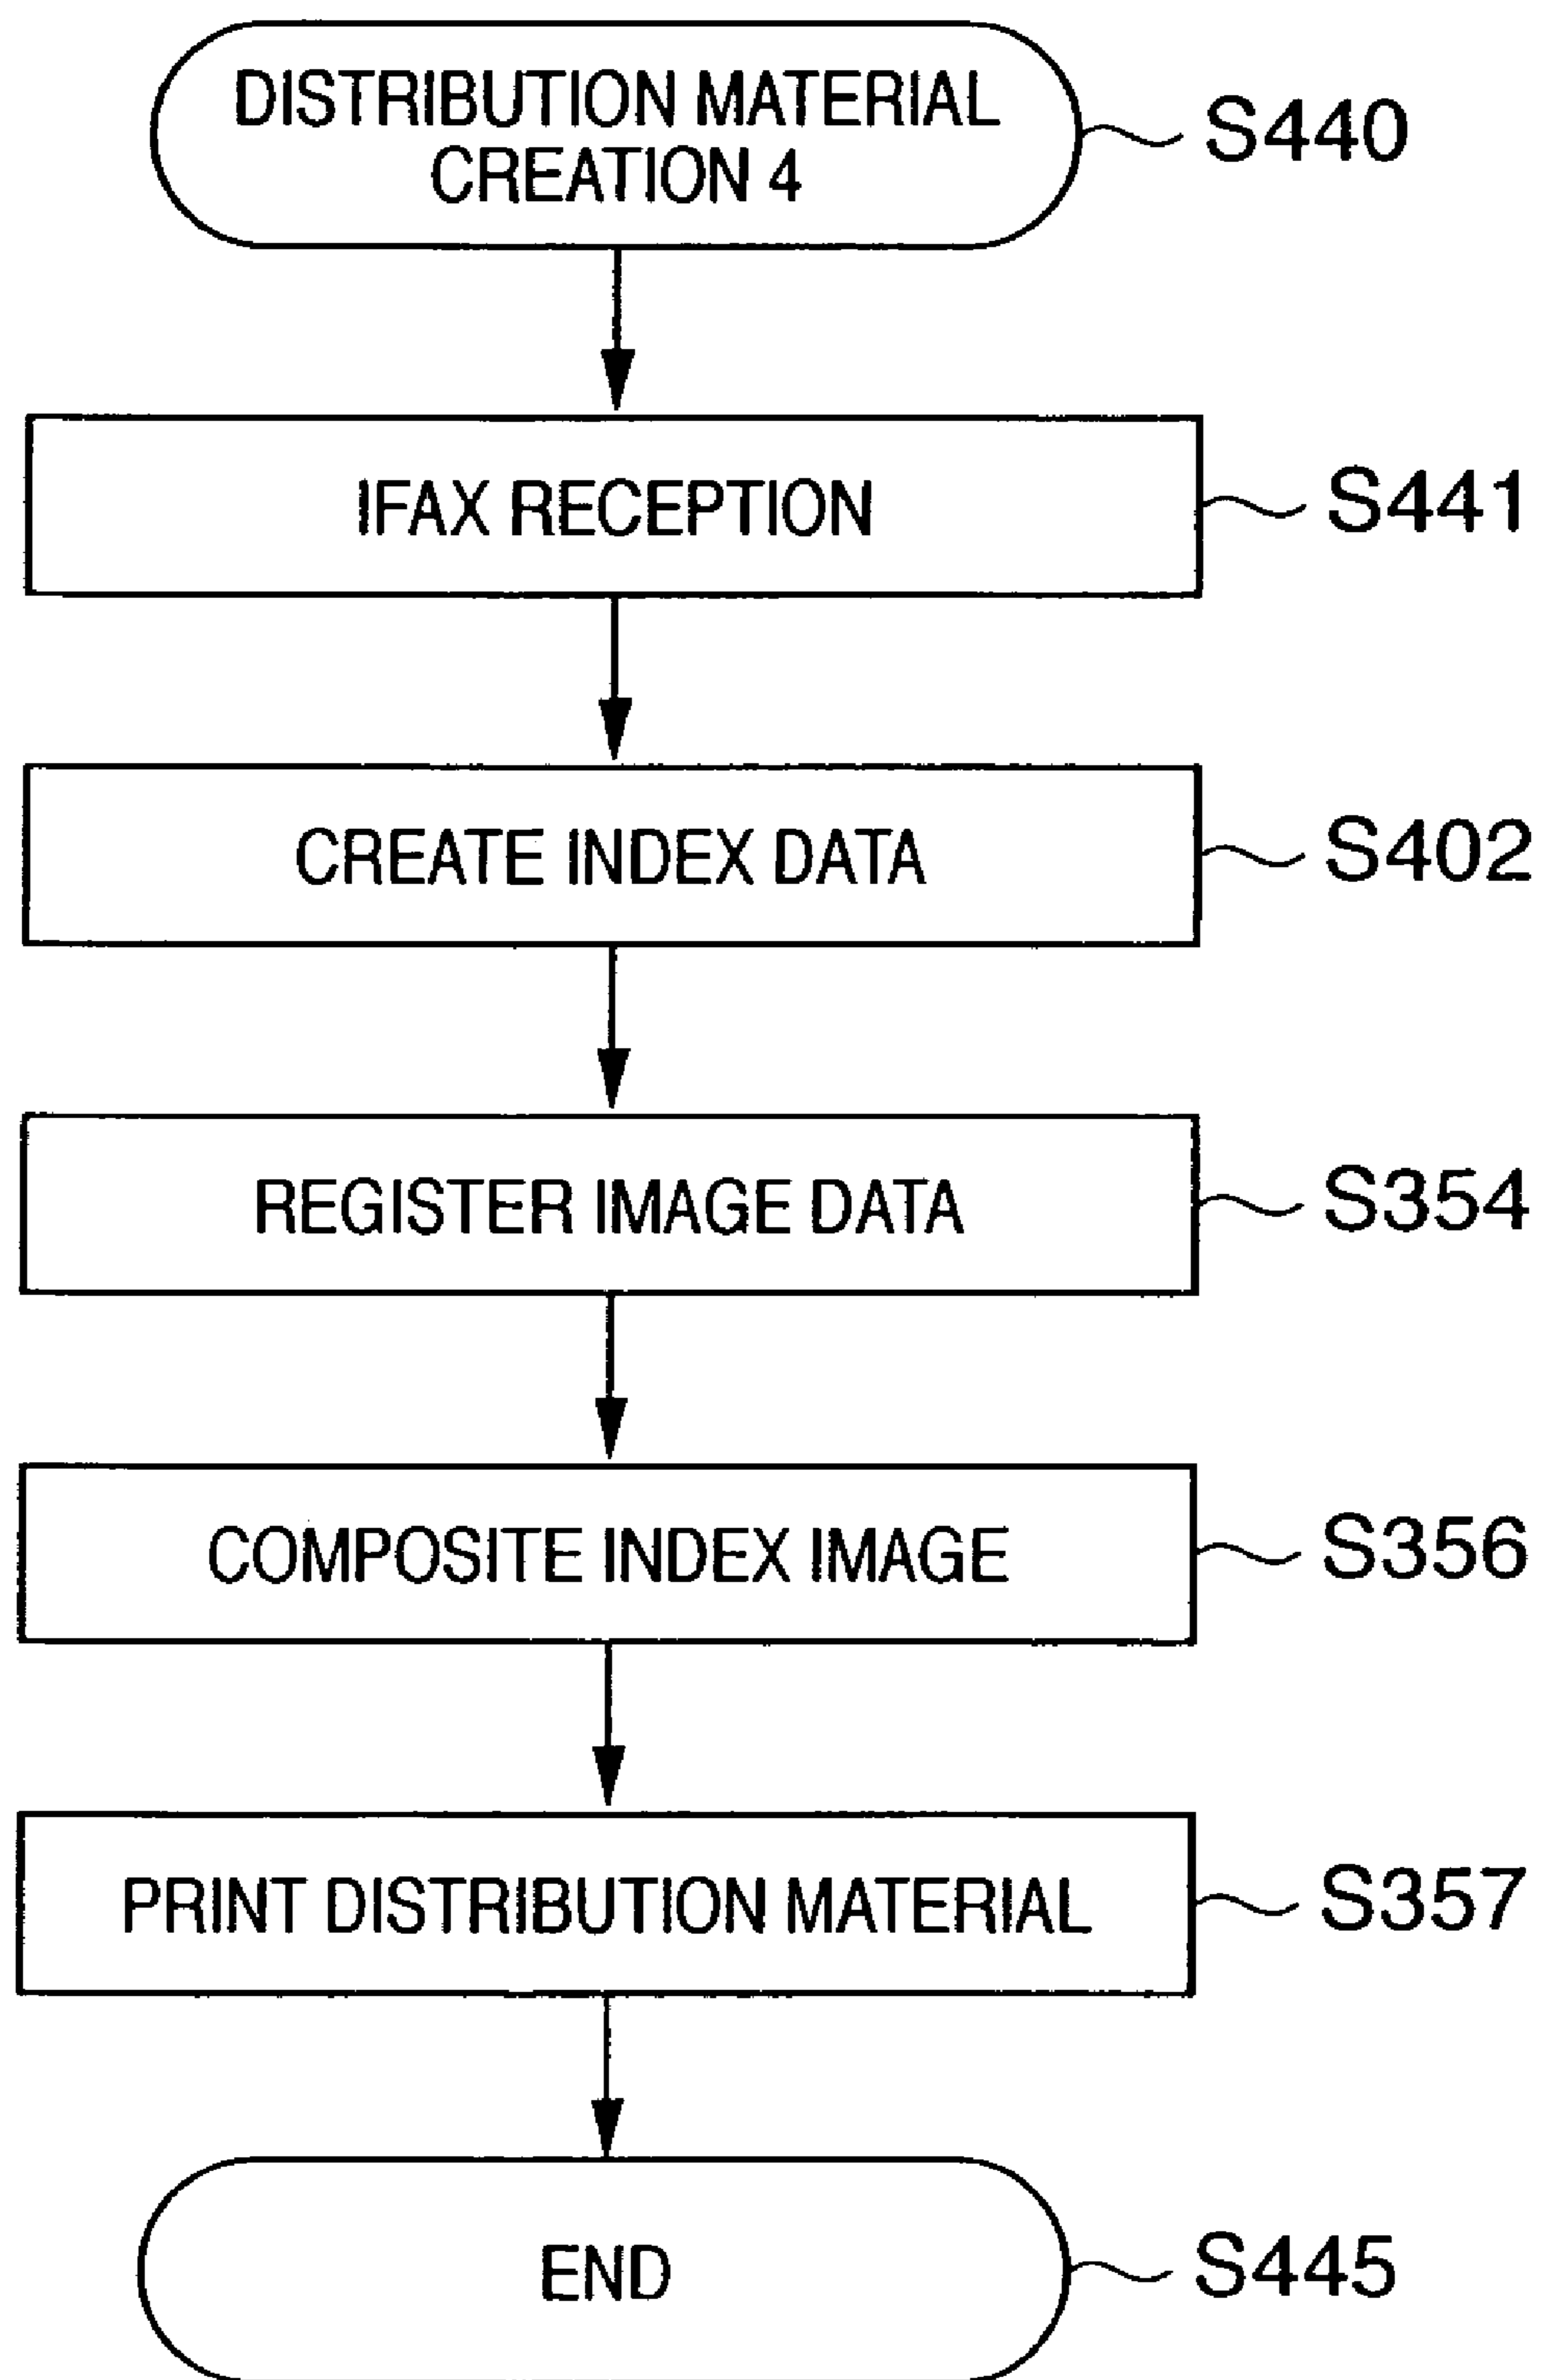 DISTRIBUTION MATERIAL
CREATION 4
S440
IFAX RECEPTION
S441
CREATE INDEX DATA
S402
REGISTER IMAGE DATA
S354
COMPOSITE INDEX IMAGE
S356
PRINT DISTRIBUTION MATERIAL
S357
END
S445